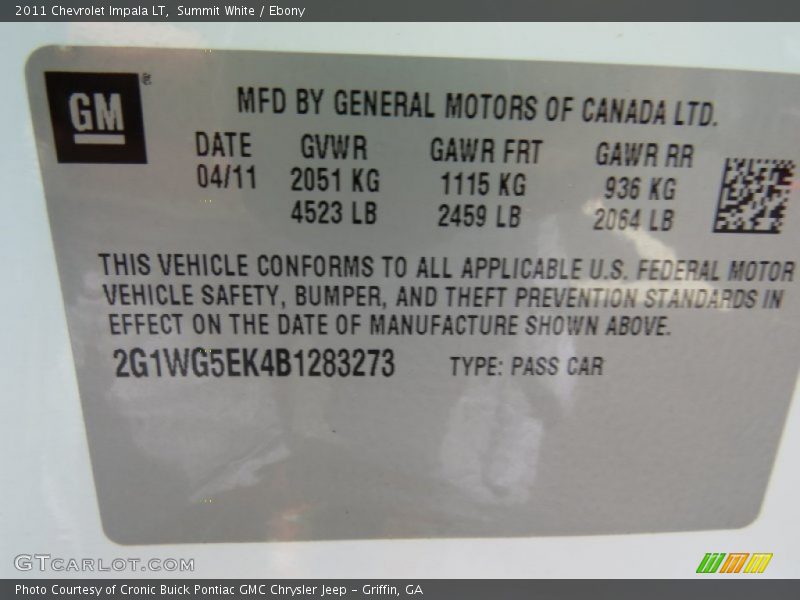 2011 Chevrolet Impala LT, Summit White / Ebony
GM ®
MFD BY GENERAL MOTORS OF CANADA LTD.
DATE GVWR GAWR FRT GAWR RR
04/11 2051 KG 1115 KG 936 KG
4523 LB 2459 LB 2064 LB
THIS VEHICLE CONFORMS TO ALL APPLICABLE U.S. FEDERAL MOTOR
VEHICLE SAFETY, BUMPER, AND THEFT PREVENTION STANDARDS IN
EFFECT ON THE DATE OF MANUFACTURE SHOWN ABOVE.
2G1WG5EK4B1283273 TYPE: PASS CAR
GTCARLOT.COM
Photo Courtesy of Cronic Buick Pontiac GMC Chrysler Jeep - Griffin, GA